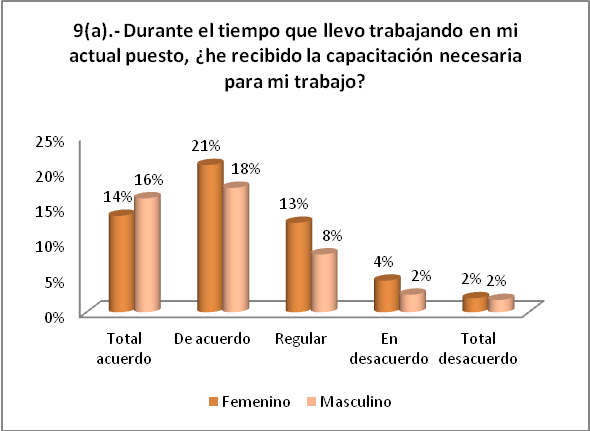 9(a).- Durante el tiempo que llevo trabajando en mi
actual puesto, ¿he recibido la capacitación necesaria
para mi trabajo?
25%
20%
15%
10%
5%
0%
14%
16%
21%
18%
13%
8%
4%
2%
2%
2%
Total
acuerdo
De acuerdo
Regular
En
desacuerdo
Total
desacuerdo
Femenino
Masculino